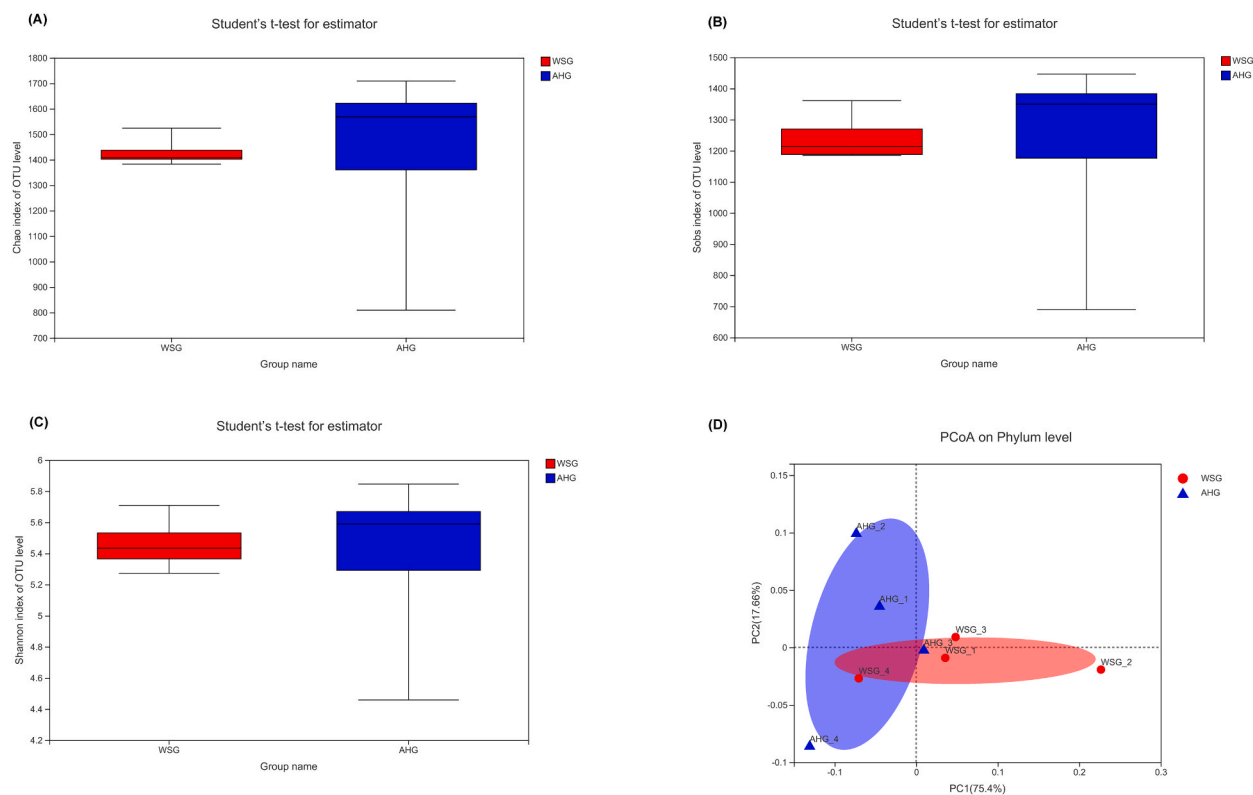 (A)
Student's t-test for estimator
WSG
AHG
1800
1700
1600
1500
1400
1300
1200
1100
1000
900
800
700
Chao index of OTU level
WSG
AHG
Group name
(B)
Student's t-test for estimator
WSG
AHG
1500
1400
1300
1200
1100
1000
900
800
700
600
Sobs index of OTU level
WSG
AHG
Group name
(C)
Student's t-test for estimator
WSG
AHG
6
5.8
5.6
5.4
5.2
5
4.8
4.6
4.4
4.2
Shannon index of OTU level
WSG
AHG
Group name
(D)
PCoA on Phylum level
WSG
AHG
0.15
0.1
0.05
0
-0.05
-0.1
PC2(17.66%)
AHG_2
AHG_1
WSG_3
AHG_3
WSG_1
WSG_2
WSG_4
AHG_4
-0.1
0
0.1
0.2
0.3
PC1(75.4%)